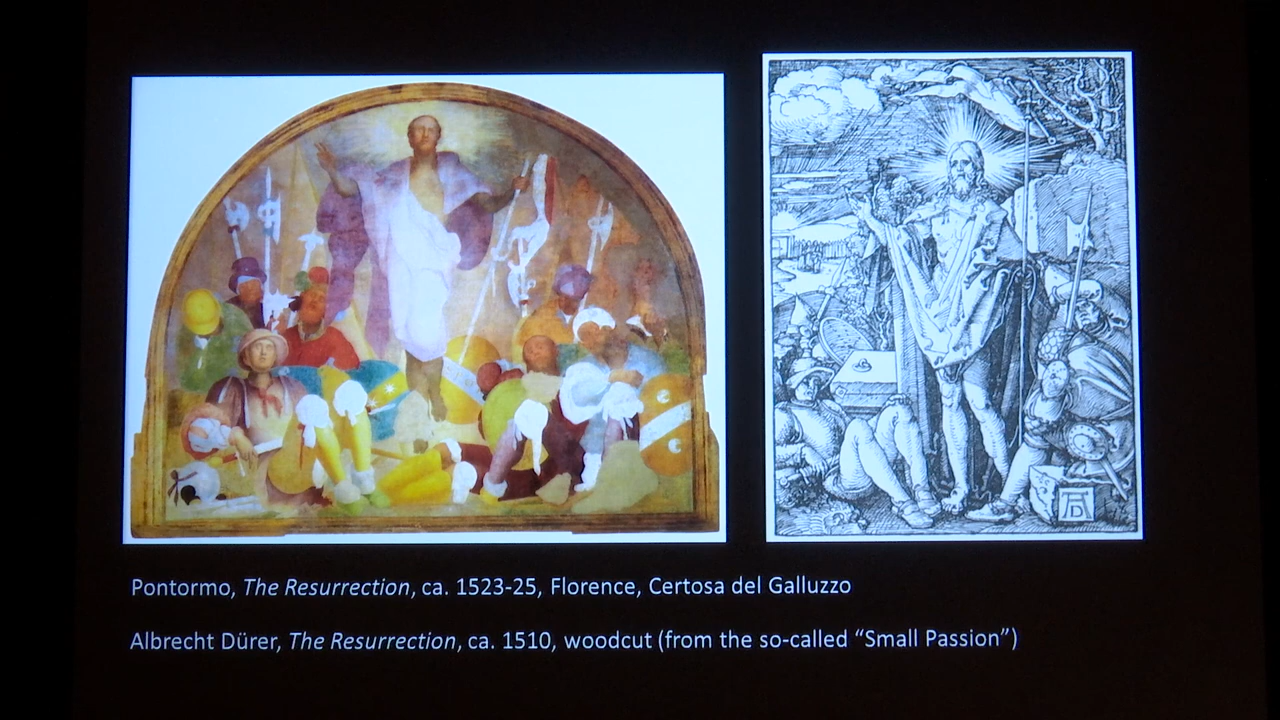 Pontormo, The Resurrection, ca. 1523-25, Florence, Certosa del Galluzzo
Albrecht Dürer, The Resurrection, ca. 1510, woodcut (from the so-called “Small Passion”)
AD